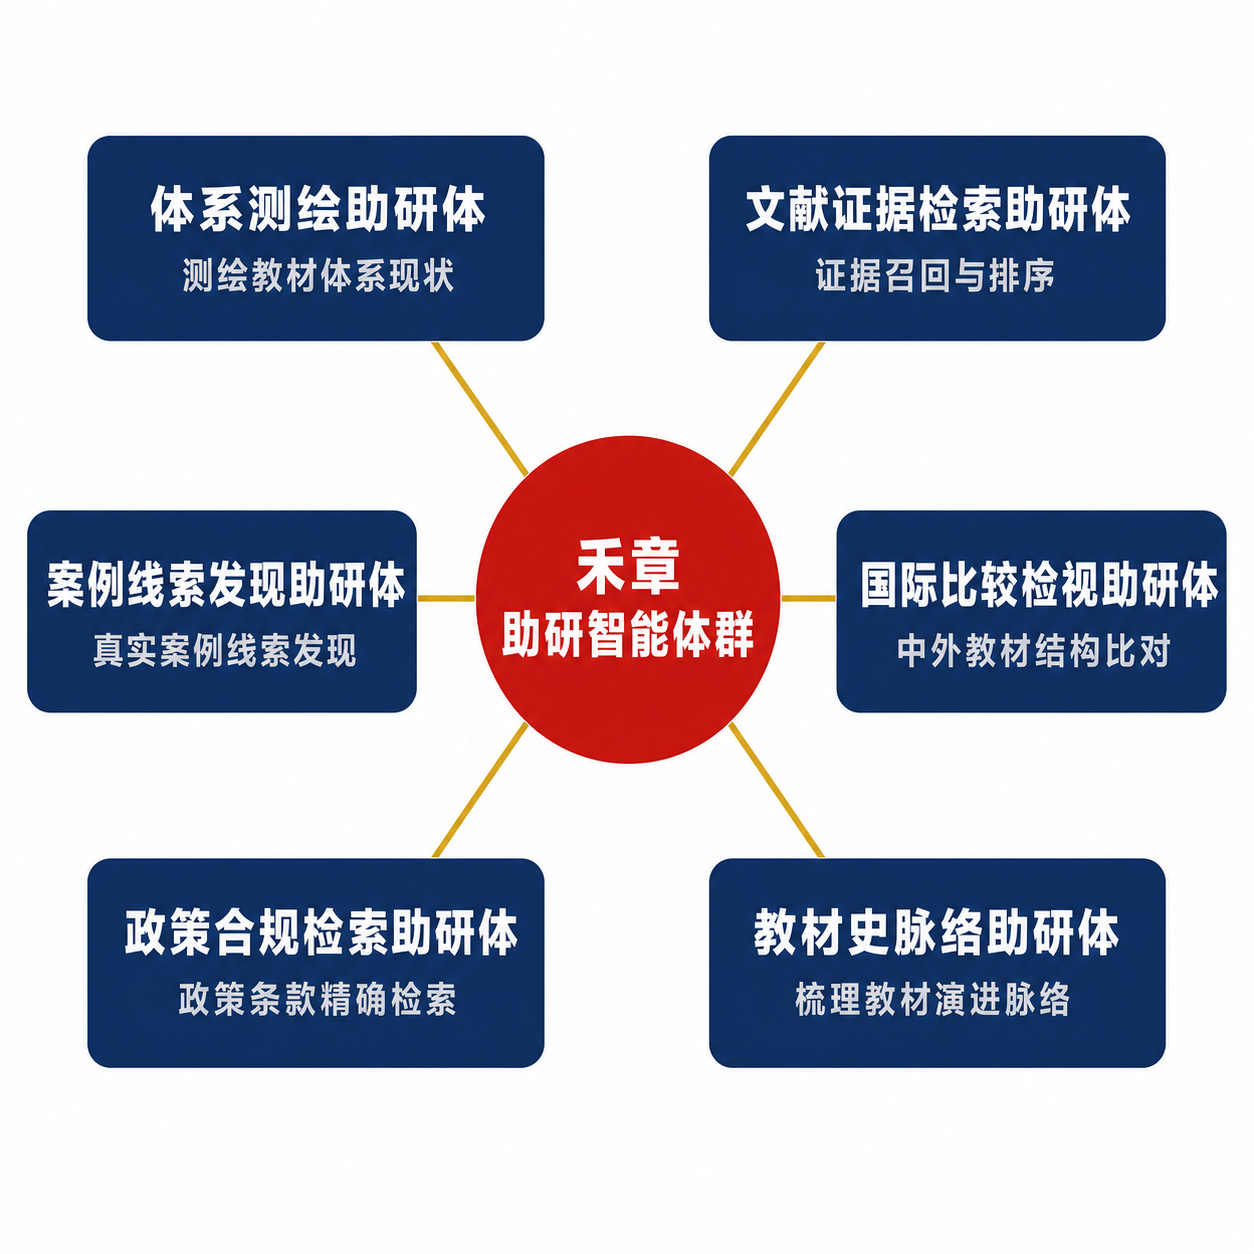 体系测绘助研体
测绘教材体系现状
文献证据检索助研体
证据召回与排序
案例线索发现助研体
真实案例线索发现
禾章
助研智能体群
国际比较检视助研体
中外教材结构比对
政策合规检索助研体
政策条款精确检索
教材史脉络助研体
梳理教材演进脉络